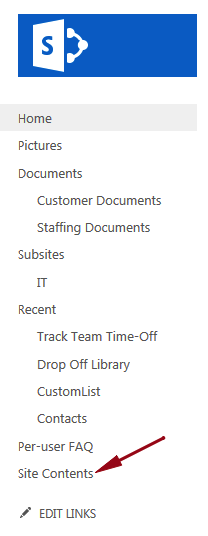 S
Home
Pictures
Documents
Customer Documents
Staffing Documents
Subsites
IT
Recent
Track Team Time-Off
Drop Off Library
CustomList
Contacts
Per-user FAQ
Site Contents
EDIT LINKS